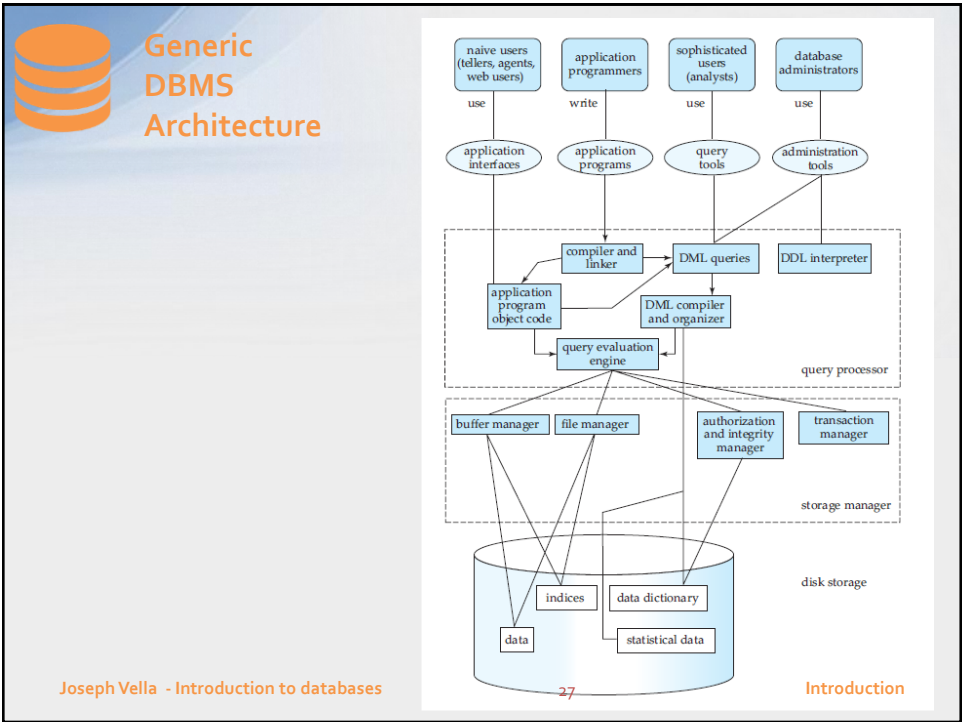 Generic
DBMS
Architecture
naive users
(tellers, agents,
web users)
application
programmers
sophisticated
users
(analysts)
database
administrators
use
write
use
use
application
interfaces
application
programs
query
tools
administration
tools
compiler and
linker
DML queries
DDL interpreter
application
program
object code
DML compiler
and organizer
query evaluation
engine
query processor
buffer manager
file manager
authorization
and integrity
manager
transaction
manager
storage manager
disk storage
indices
data dictionary
data
statistical data
Joseph Vella - Introduction to databases
27
Introduction